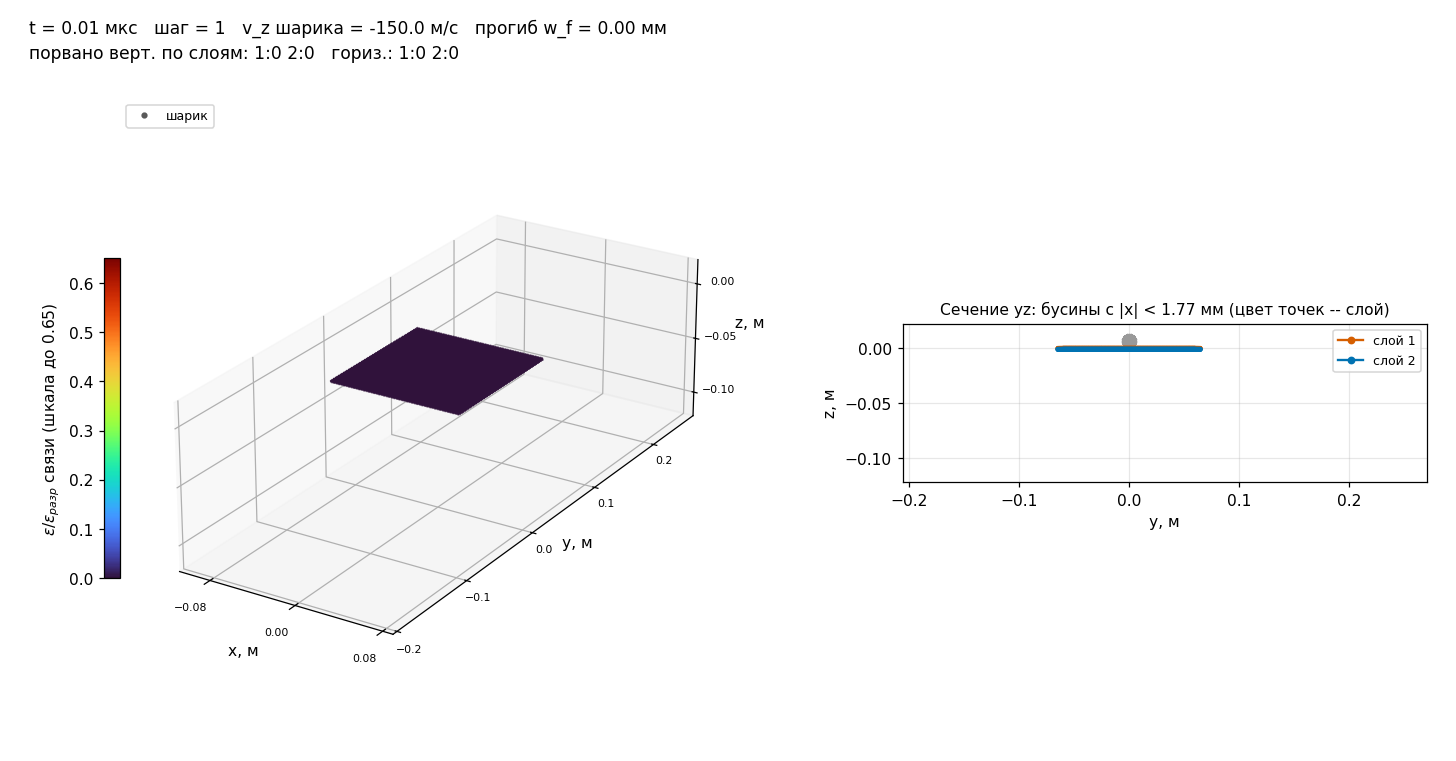 t = 0.01 мкс   шаг = 1   v_z шарика = -150.0 м/с   прогиб w_f = 0.00 мм
порвано верт. по слоям: 1:0 2:0   гориз.: 1:0 2:0
шарик
ε/ε_разр связи (шкала до 0.65)
0.6
0.5
0.4
0.3
0.2
0.1
0.0
0.00
−0.05
−0.10
z, м
0.2
0.1
0.0
−0.1
−0.2
y, м
−0.08
0.00
0.08
x, м
Сечение yz: бусины с |x| < 1.77 мм (цвет точек -- слой)
слой 1
слой 2
0.00
−0.05
−0.10
z, м
−0.2
−0.1
0.0
0.1
0.2
y, м